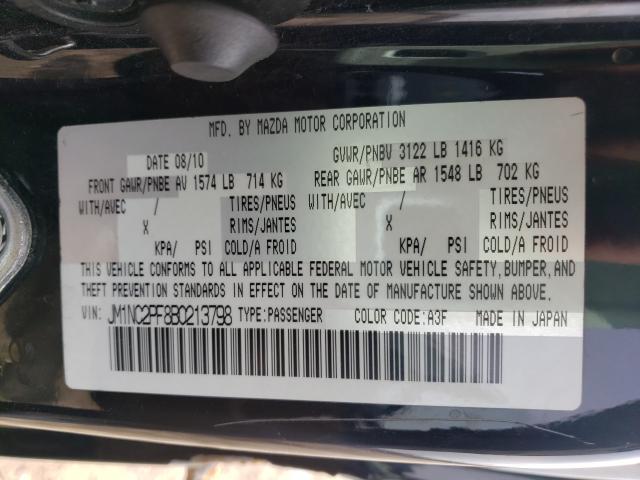 MFD. BY MAZDA MOTOR CORPORATION
DATE 08/10 GVWR/PNBV 3122 LB 1416 KG
FRONT GAWR/PNBE AV 1574 LB 714 KG REAR GAWR/PNBE AR 1548 LB 702 KG
WITH/AVEC / TIRES/PNEUS WITH/AVEC / TIRES/PNEUS
X RIMS/JANTES X RIMS/JANTES
KPA/ PSI COLD/A FROID KPA/ PSI COLD/A FROID
THIS VEHICLE CONFORMS TO ALL APPLICABLE FEDERAL MOTOR VEHICLE SAFETY, BUMPER, AND
THEFT PREVENTION STANDARDS IN EFFECT ON THE DATE OF MANUFACTURE SHOWN ABOVE.
VIN: JM1NC2PF8B0213798 TYPE:PASSENGER COLOR CODE:A3F MADE IN JAPAN